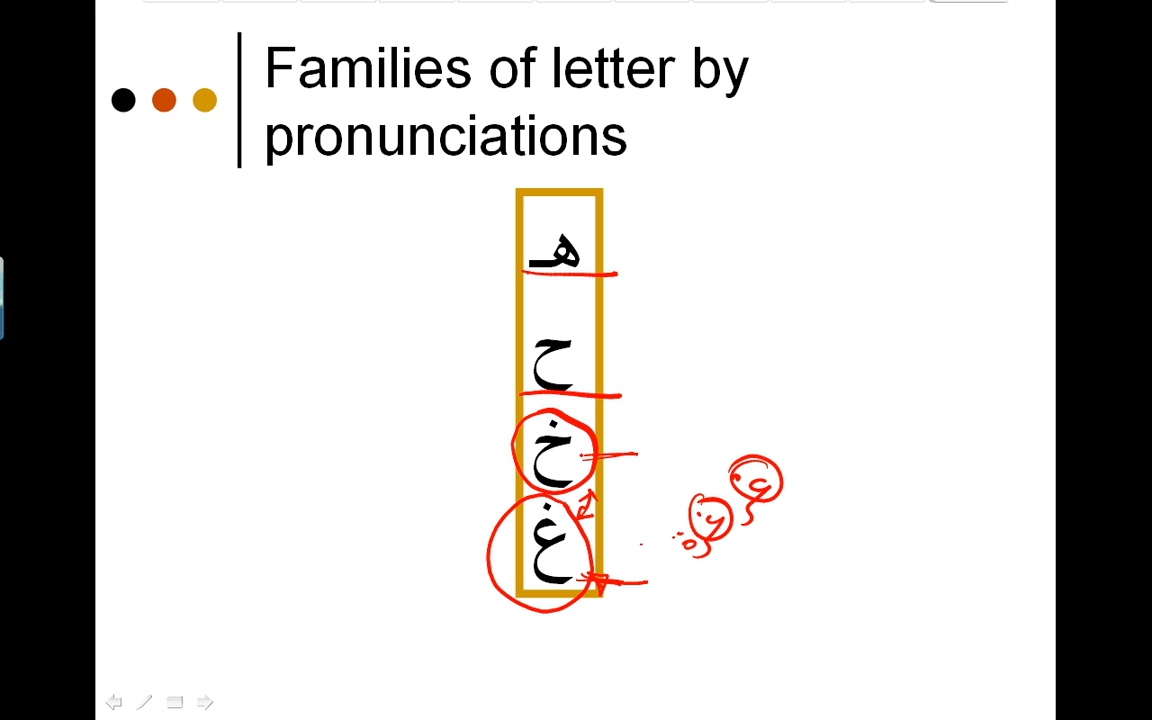 Families of letter by
pronunciations
هـ
ح
خ
غ